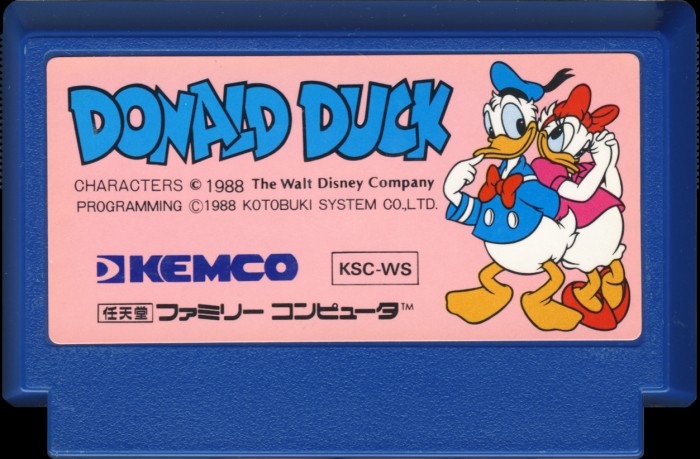 DONALD DUCK
CHARACTERS © 1988 The Walt Disney Company
PROGRAMMING ©1988 KOTOBUKI SYSTEM CO.,LTD.
KEMCO KSC-WS
任天堂 ファミリー コンピュータ™